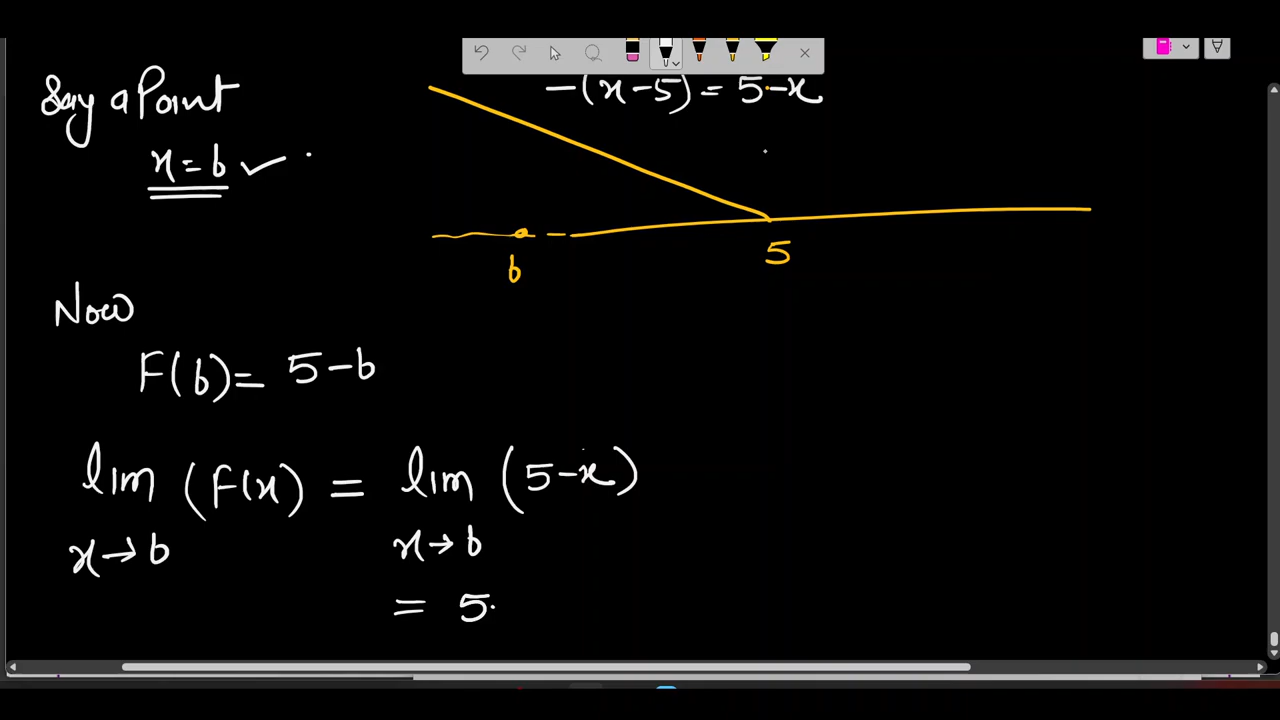 Say a Point
x = b ✓
-(x-5) = 5-x
b
5
Now
F(b) = 5-b
lim (F(x) = lim (5-x)
x→b x→b
= 5